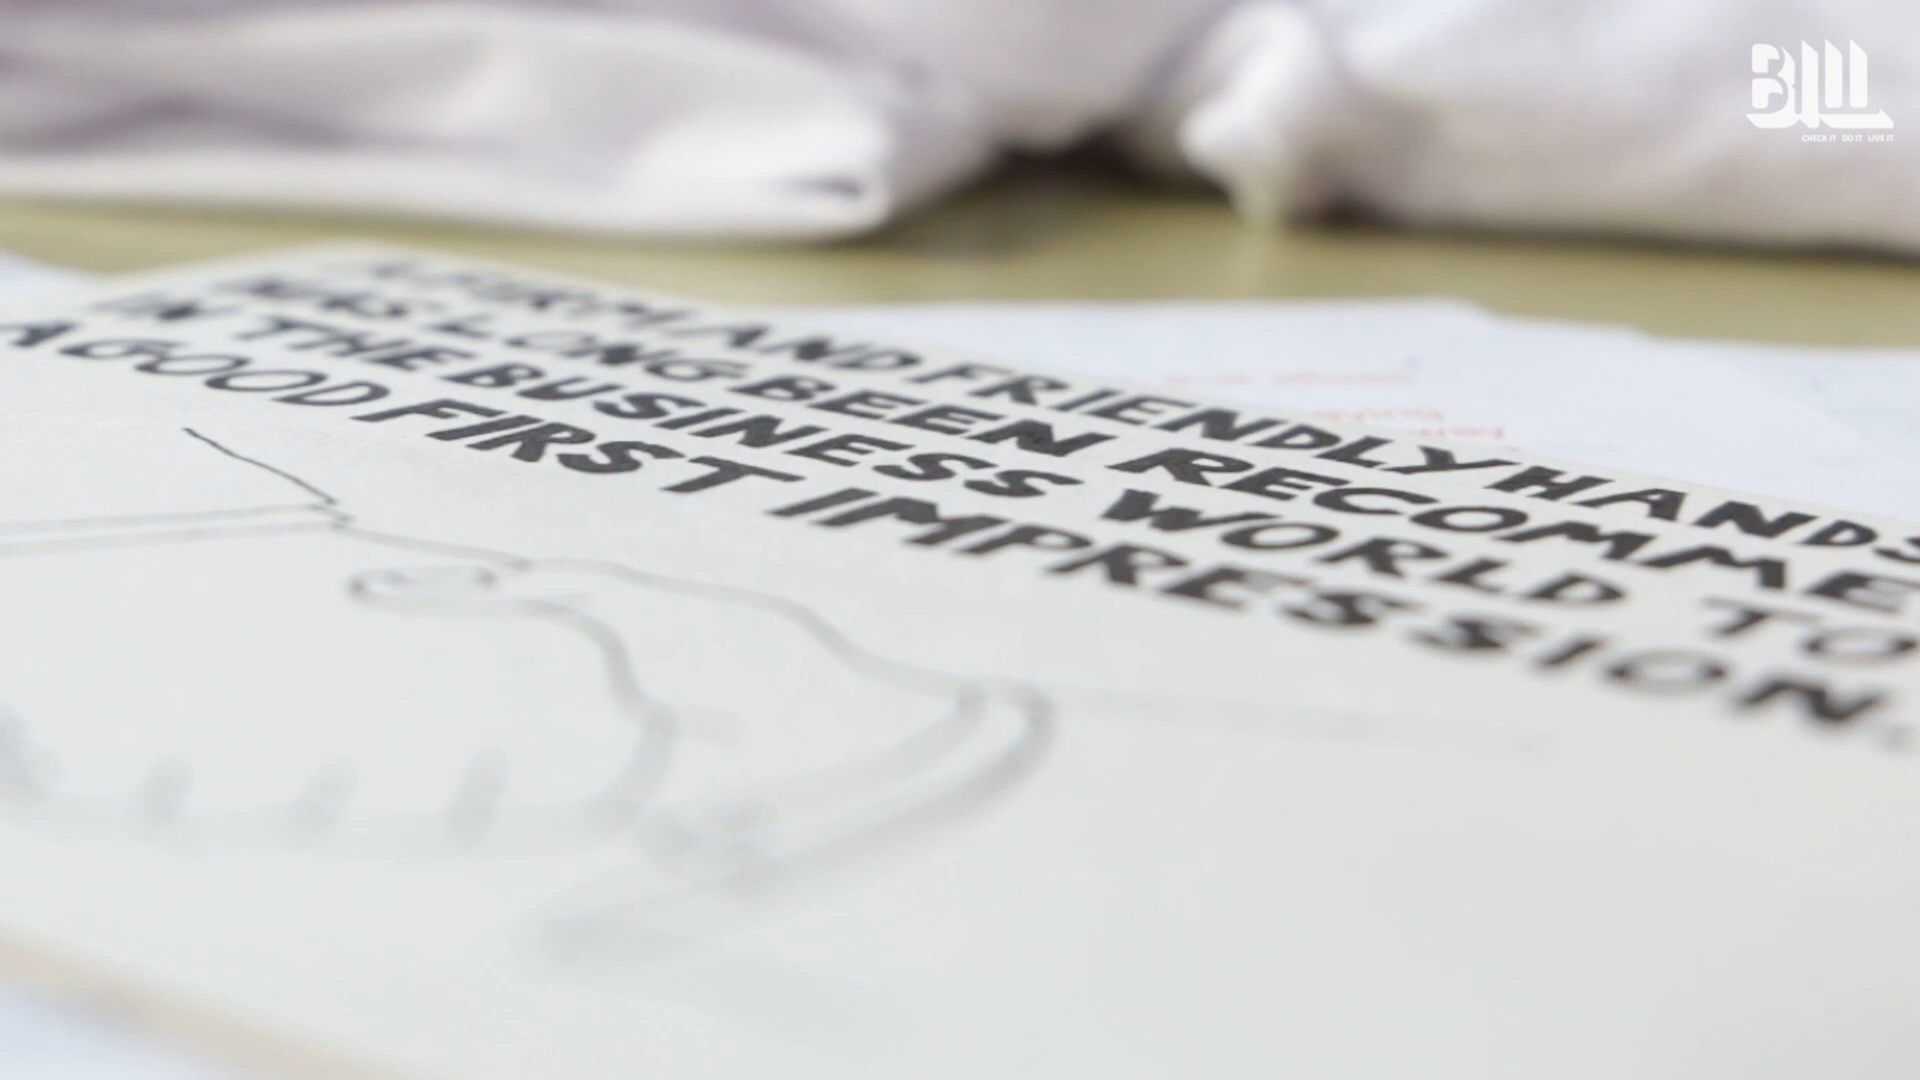 A FIRM AND FRIENDLY HANDS
HAS LONG BEEN RECOMME
IN THE BUSINESS WORLD TO
A GOOD FIRST IMPRESSION.
BILL
CHECK IT DO IT LIVE IT